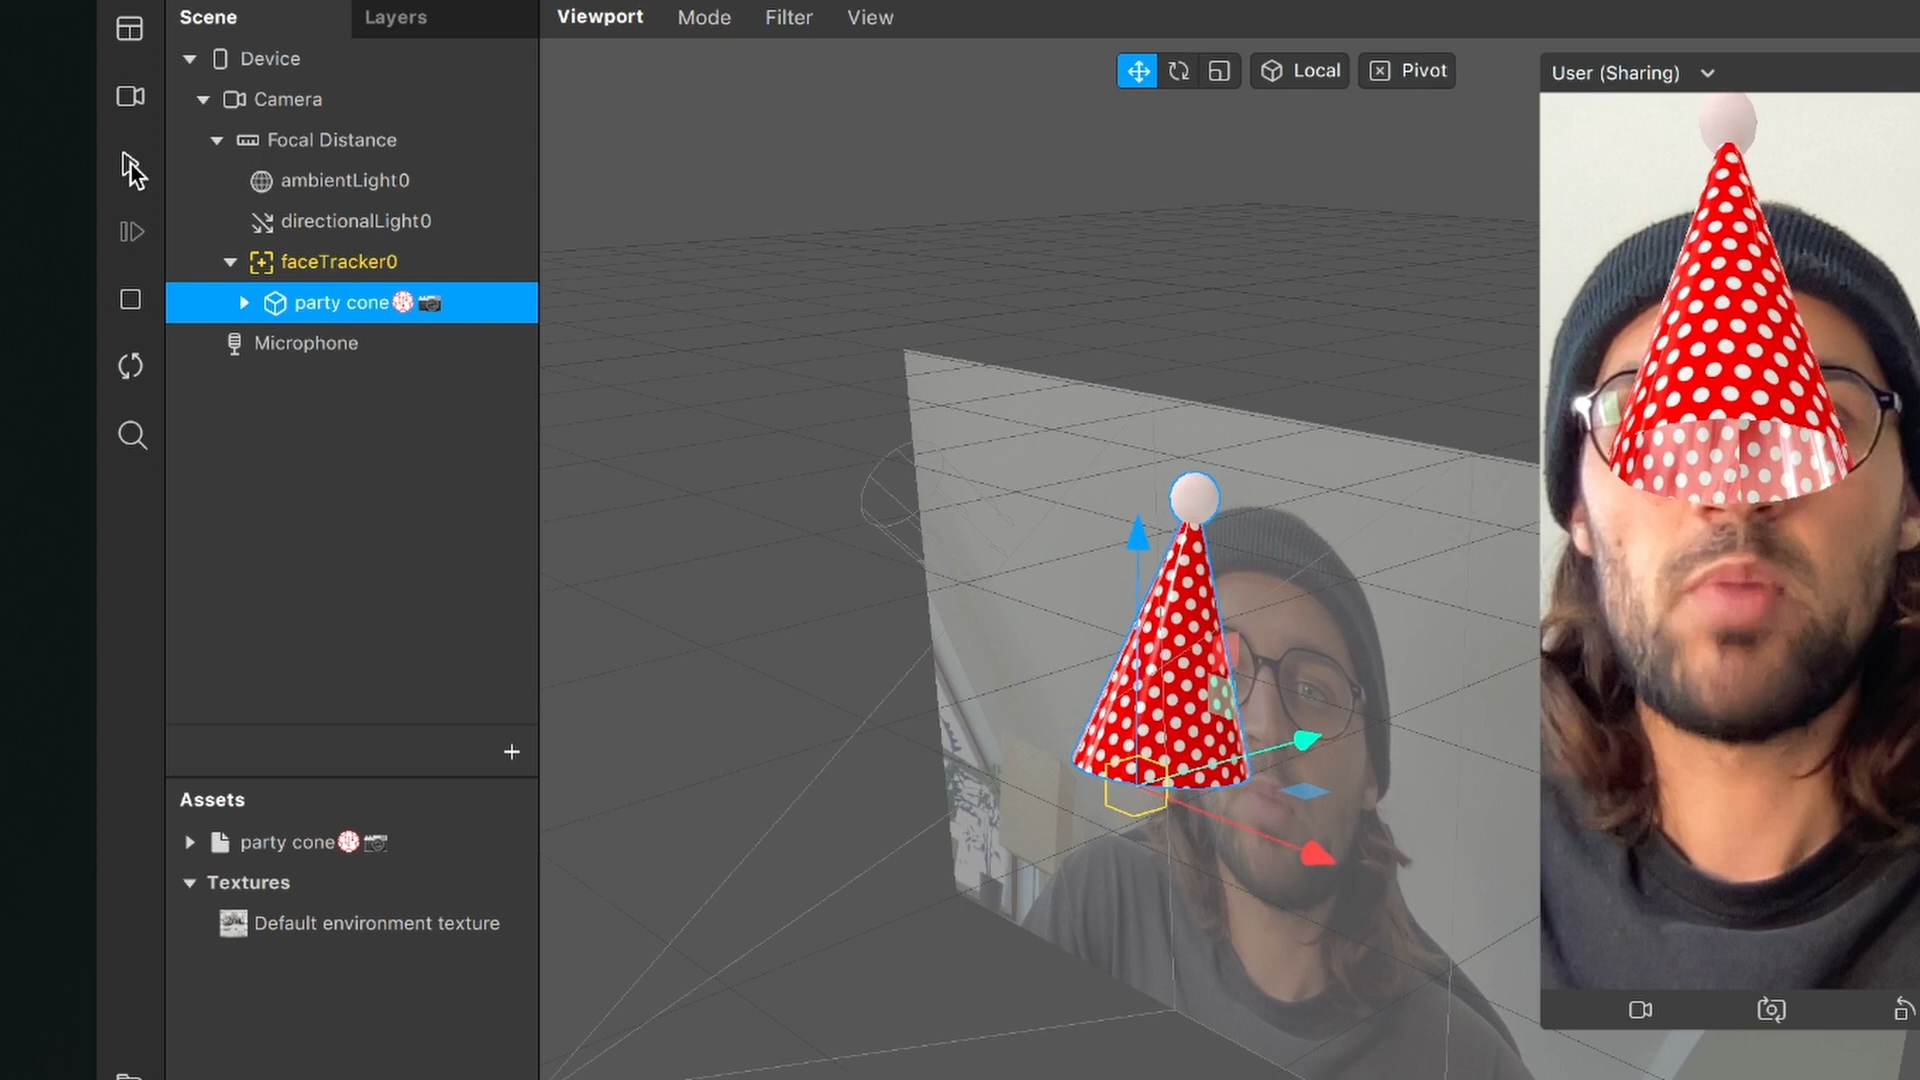 Scene
Layers
Device
Camera
Focal Distance
ambientLight0
directionalLight0
faceTracker0
party cone
Microphone
Assets
party cone
Textures
Default environment texture
Viewport
Mode
Filter
View
Local
Pivot
User (Sharing)